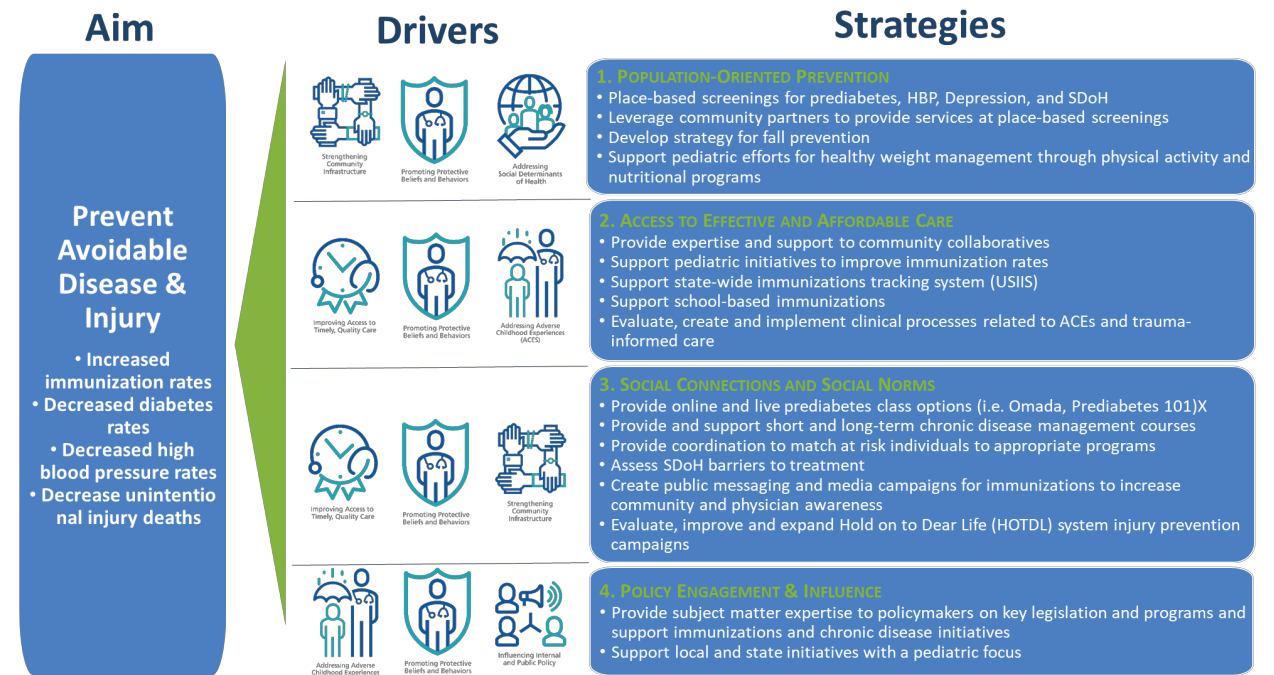 Aim
Drivers
Strategies
Prevent
Avoidable
Disease &
Injury
• Increased
immunization rates
• Decreased diabetes
rates
• Decreased high
blood pressure rates
• Decrease unintentio
nal injury deaths
Strengthening
Community
Infrastructure
Promoting Protective
Beliefs and Behaviors
Addressing
Social Determinants
of Health
1. Population-Oriented Prevention
• Place-based screenings for prediabetes, HBP, Depression, and SDoH
• Leverage community partners to provide services at place-based screenings
• Develop strategy for fall prevention
• Support pediatric efforts for healthy weight management through physical activity and
nutritional programs
Improving Access to
Timely, Quality Care
Promoting Protective
Beliefs and Behaviors
Addressing Adverse
Childhood Experiences
(ACES)
2. Access to Effective and Affordable Care
• Provide expertise and support to community collaboratives
• Support pediatric initiatives to improve immunization rates
• Support state-wide immunizations tracking system (USIIS)
• Support school-based immunizations
• Evaluate, create and implement clinical processes related to ACEs and trauma-
informed care
Improving Access to
Timely, Quality Care
Promoting Protective
Beliefs and Behaviors
Strengthening
Community
Infrastructure
3. Social Connections and Social Norms
• Provide online and live prediabetes class options (i.e. Omada, Prediabetes 101)X
• Provide and support short and long-term chronic disease management courses
• Provide coordination to match at risk individuals to appropriate programs
• Assess SDoH barriers to treatment
• Create public messaging and media campaigns for immunizations to increase
community and physician awareness
• Evaluate, improve and expand Hold on to Dear Life (HOTDL) system injury prevention
campaigns
Addressing Adverse
Childhood Experiences
Promoting Protective
Beliefs and Behaviors
Influencing Internal
and Public Policy
4. Policy Engagement & Influence
• Provide subject matter expertise to policymakers on key legislation and programs and
support immunizations and chronic disease initiatives
• Support local and state initiatives with a pediatric focus